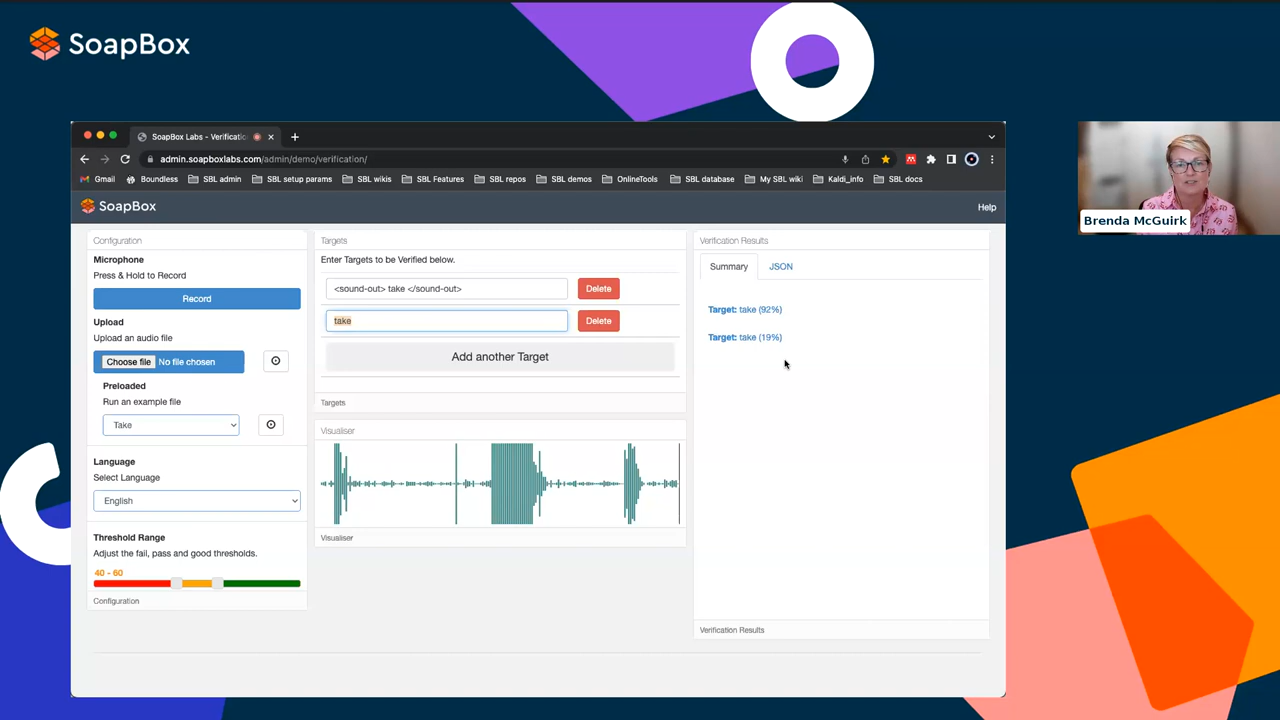 SoapBox
SoapBox Labs - Verificatio
admin.soapboxlabs.com/admin/demo/verification/
Gmail
Boundless
SBL admin
SBL setup params
SBL wikis
SBL Features
SBL repos
SBL demos
OnlineTools
SBL database
My SBL wiki
Kaldi_info
SBL docs
SoapBox
Help
Configuration
Microphone
Press & Hold to Record
Record
Upload
Upload an audio file
Choose file No file chosen
Preloaded
Run an example file
Take
Language
Select Language
English
Threshold Range
Adjust the fail, pass and good thresholds.
40 - 60
Configuration
Targets
Enter Targets to be Verified below.
<sound-out> take </sound-out>
Delete
take
Delete
Add another Target
Targets
Visualiser
Visualiser
Verification Results
Summary
JSON
Target: take (92%)
Target: take (19%)
Verification Results
Brenda McGuirk